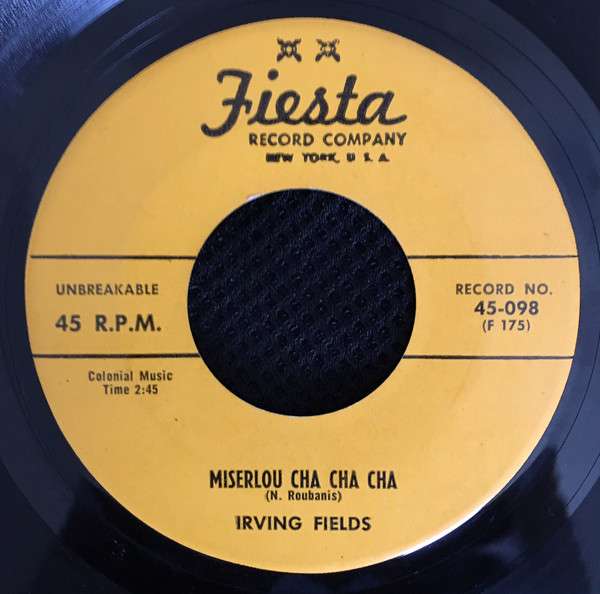 Fiesta
RECORD COMPANY
NEW YORK, U. S. A.
UNBREAKABLE
45 R.P.M.
RECORD NO.
45-098
(F 175)
Colonial Music
Time 2:45
MISERLOU CHA CHA CHA
(N. Roubanis)
IRVING FIELDS